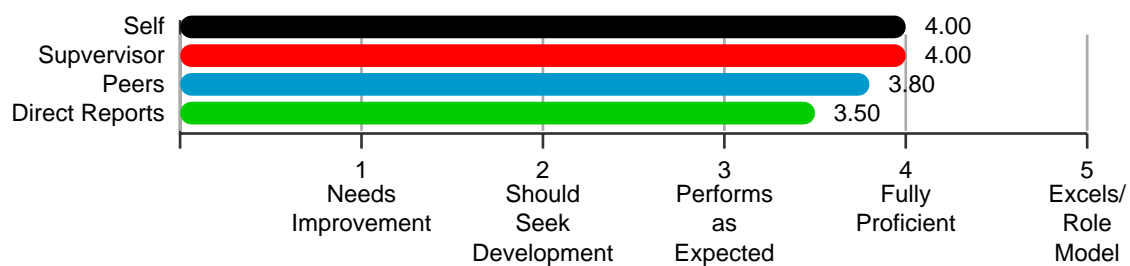 Self 4.00
Supvervisor 4.00
Peers 3.80
Direct Reports 3.50
1 2 3 4 5
Needs Should Performs Fully Excels/
Improvement Seek as Proficient Role
Development Expected Model